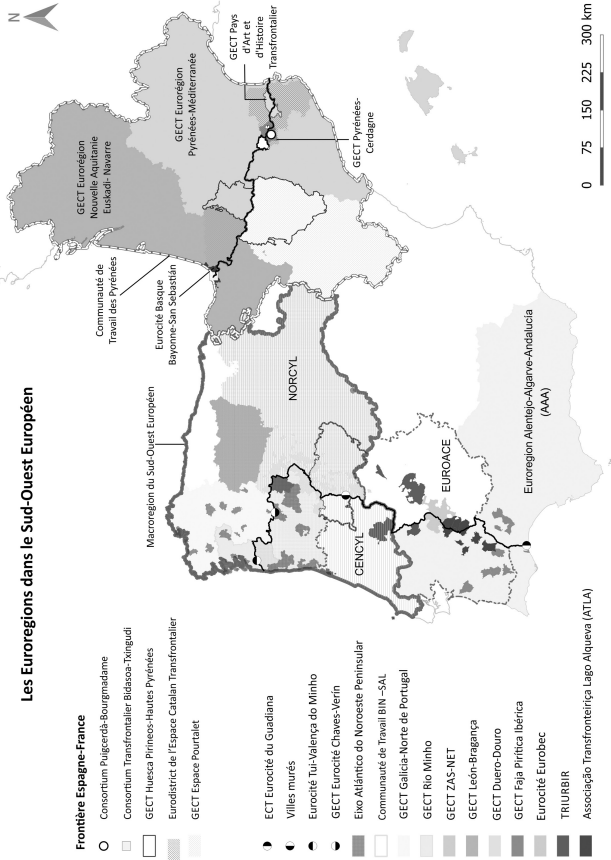 Les Euroregions dans le Sud-Ouest Européen
N
GECT Eurorégion
Nouvelle Aquitanie
Euskadi- Navarre
GECT Eurorégion
Pyrénées-Méditerranée
GECT Pays
d'Art et
d'Histoire
Transfrontalier
GECT Pyrénées-
Cerdagne
Communauté de
Travail des Pyrénées
Eurocité Basque
Bayonne-San Sebastián
Macroregion du Sud-Ouest Européen
NORCYL
CENCYL
EUROACE
Euroregion Alentejo-Algarve-Andalucía
(AAA)
0 75 150 225 300 km
Frontière Espagne-France
Consortium Puigcerdà-Bourgmadame
Consortium Transfrontalier Bidasoa-Txingudi
GECT Huesca Pirineos-Hautes Pyrénées
Eurodistrict de l'Espace Catalan Transfrontalier
GECT Espace Pourtalet
ECT Eurocité du Guadiana
Villes murés
Eurocité Tui-Valença do Minho
GECT Eurocité Chaves-Verín
Eixo Atlántico do Noroeste Peninsular
Communauté de Travail BIN –SAL
GECT Galicia-Norte de Portugal
GECT Rio Minho
GECT ZAS-NET
GECT León-Bragança
GECT Duero-Douro
GECT Faja Pirítica Ibérica
Eurocité Eurobec
TRIURBIR
Associação Transfronteiriça Lago Alqueva (ATLA)